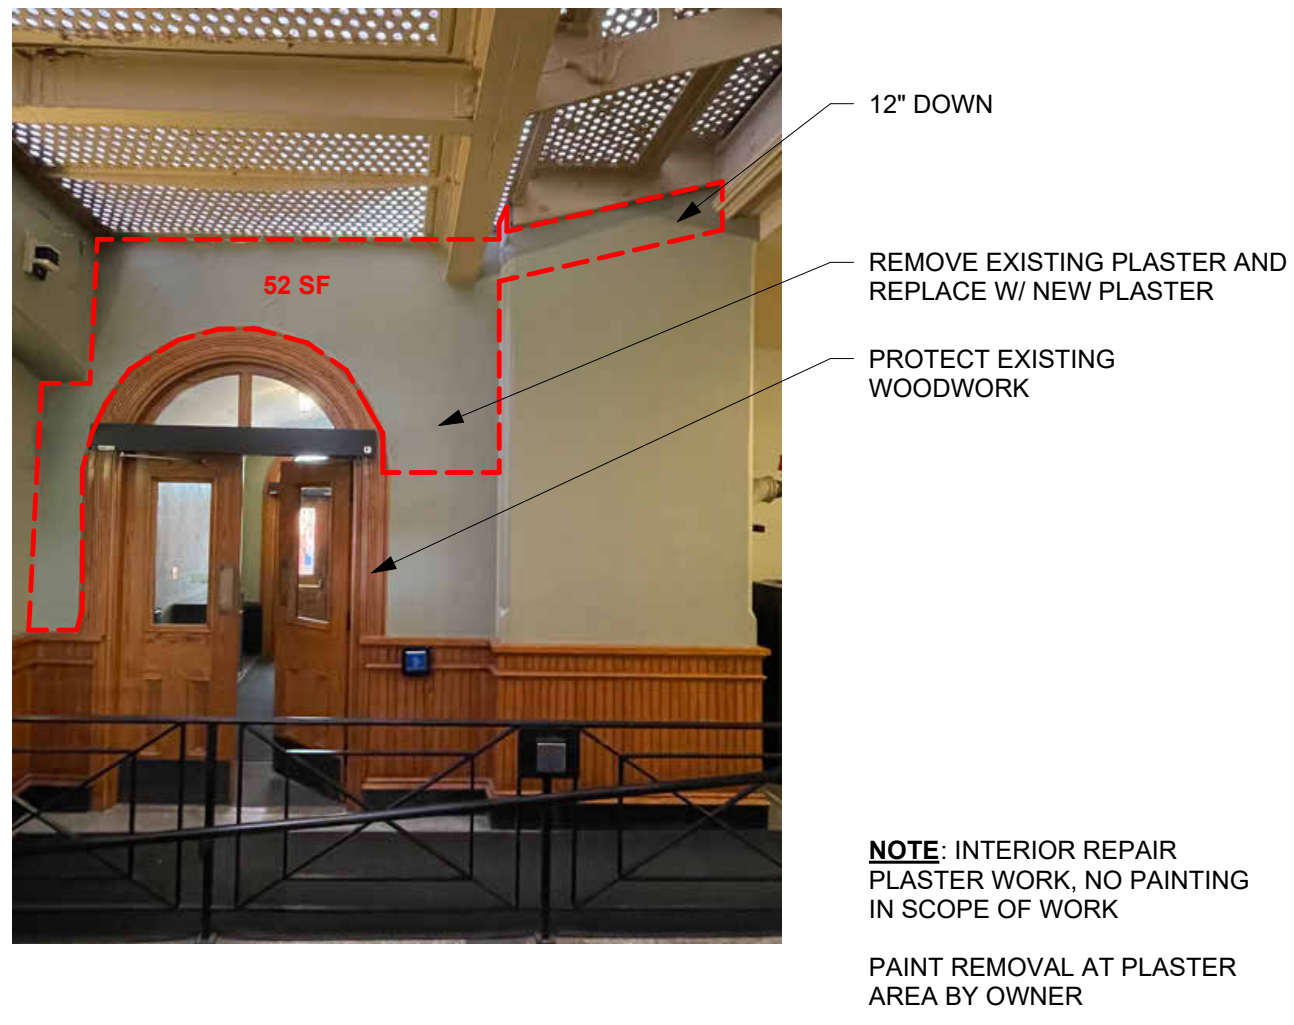 12" DOWN
52 SF
REMOVE EXISTING PLASTER AND
REPLACE W/ NEW PLASTER
PROTECT EXISTING
WOODWORK
NOTE: INTERIOR REPAIR
PLASTER WORK, NO PAINTING
IN SCOPE OF WORK
PAINT REMOVAL AT PLASTER
AREA BY OWNER